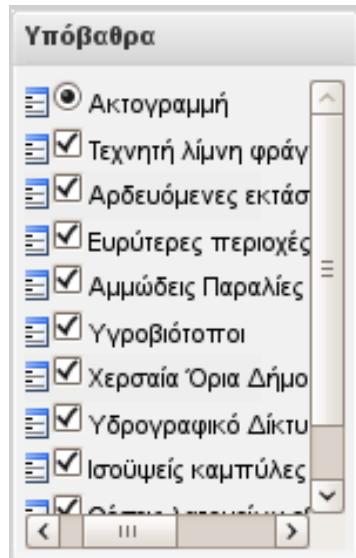 Υπόβαθρα
Ακτογραμμή
Τεχνητή λίμνη φράγ
Αρδευόμενες εκτάσ
Ευρύτερες περιοχές
Αμμώδεις Παραλίες
Υγροβιότοποι
Χερσαία Όρια Δήμο
Υδρογραφικό Δίκτυ
Ισοϋψείς καμπύλες